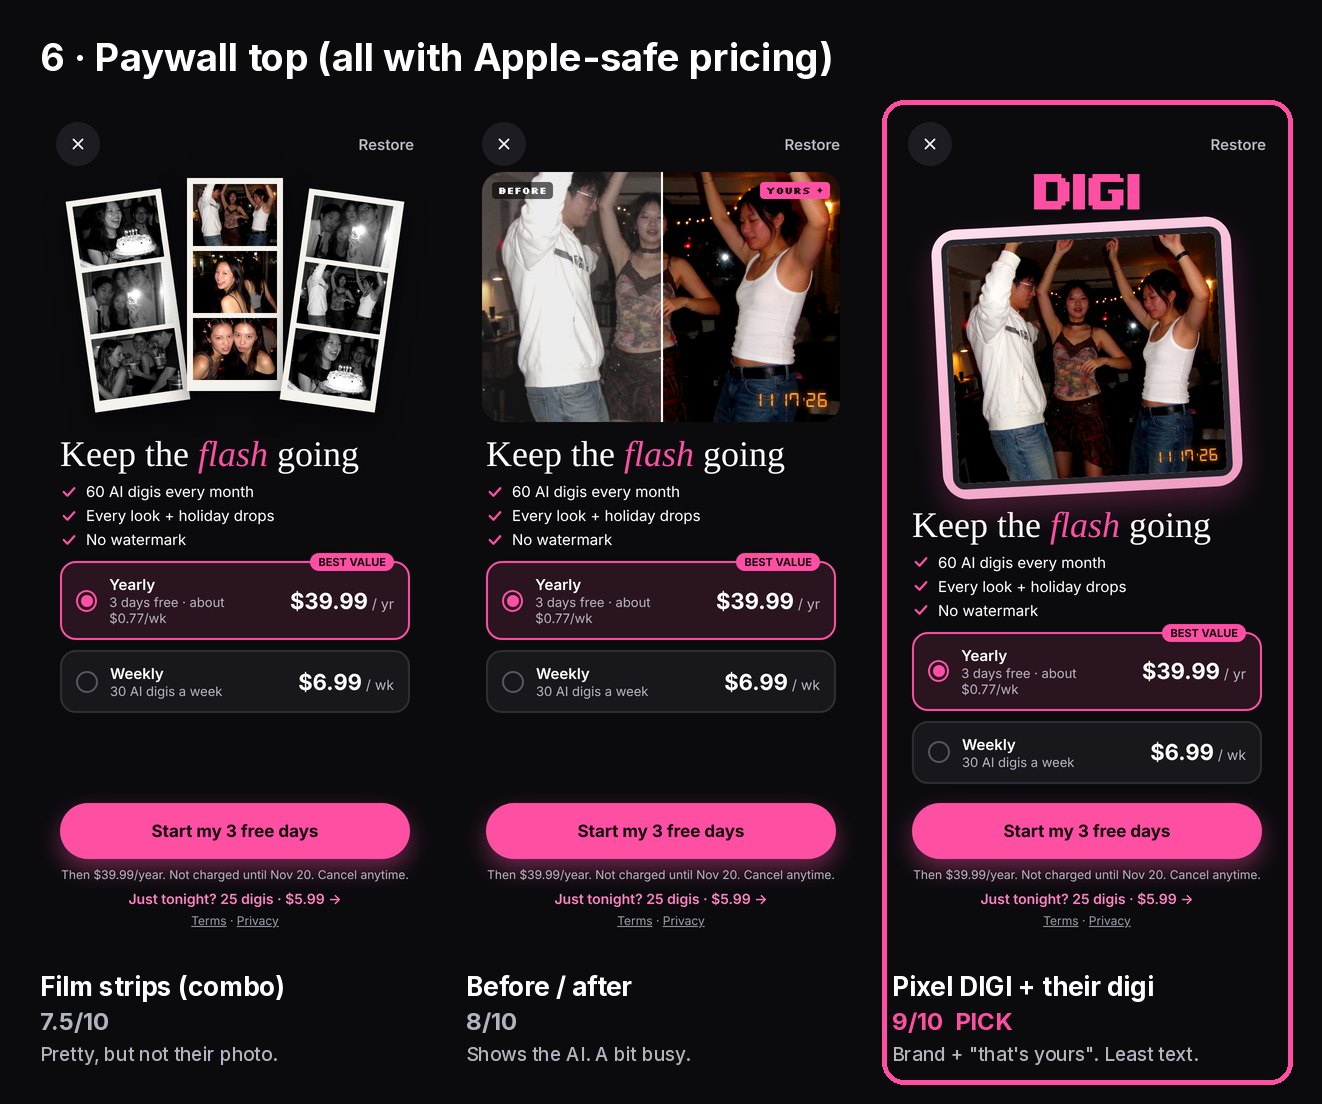 6 · Paywall top (all with Apple-safe pricing)
Restore
Keep the flash going
60 AI digis every month
Every look + holiday drops
No watermark
BEST VALUE
Yearly
3 days free · about
$0.77/wk
$39.99 / yr
Weekly
30 AI digis a week
$6.99 / wk
Start my 3 free days
Then $39.99/year. Not charged until Nov 20. Cancel anytime.
Just tonight? 25 digis · $5.99 →
Terms · Privacy
Film strips (combo)
7.5/10
Pretty, but not their photo.
Restore
BEFORE
YOURS ✦
11 17 '26
Keep the flash going
60 AI digis every month
Every look + holiday drops
No watermark
BEST VALUE
Yearly
3 days free · about
$0.77/wk
$39.99 / yr
Weekly
30 AI digis a week
$6.99 / wk
Start my 3 free days
Then $39.99/year. Not charged until Nov 20. Cancel anytime.
Just tonight? 25 digis · $5.99 →
Terms · Privacy
Before / after
8/10
Shows the AI. A bit busy.
Restore
DIGI
11 17 '26
Keep the flash going
60 AI digis every month
Every look + holiday drops
No watermark
BEST VALUE
Yearly
3 days free · about
$0.77/wk
$39.99 / yr
Weekly
30 AI digis a week
$6.99 / wk
Start my 3 free days
Then $39.99/year. Not charged until Nov 20. Cancel anytime.
Just tonight? 25 digis · $5.99 →
Terms · Privacy
Pixel DIGI + their digi
9/10 PICK
Brand + "that's yours". Least text.